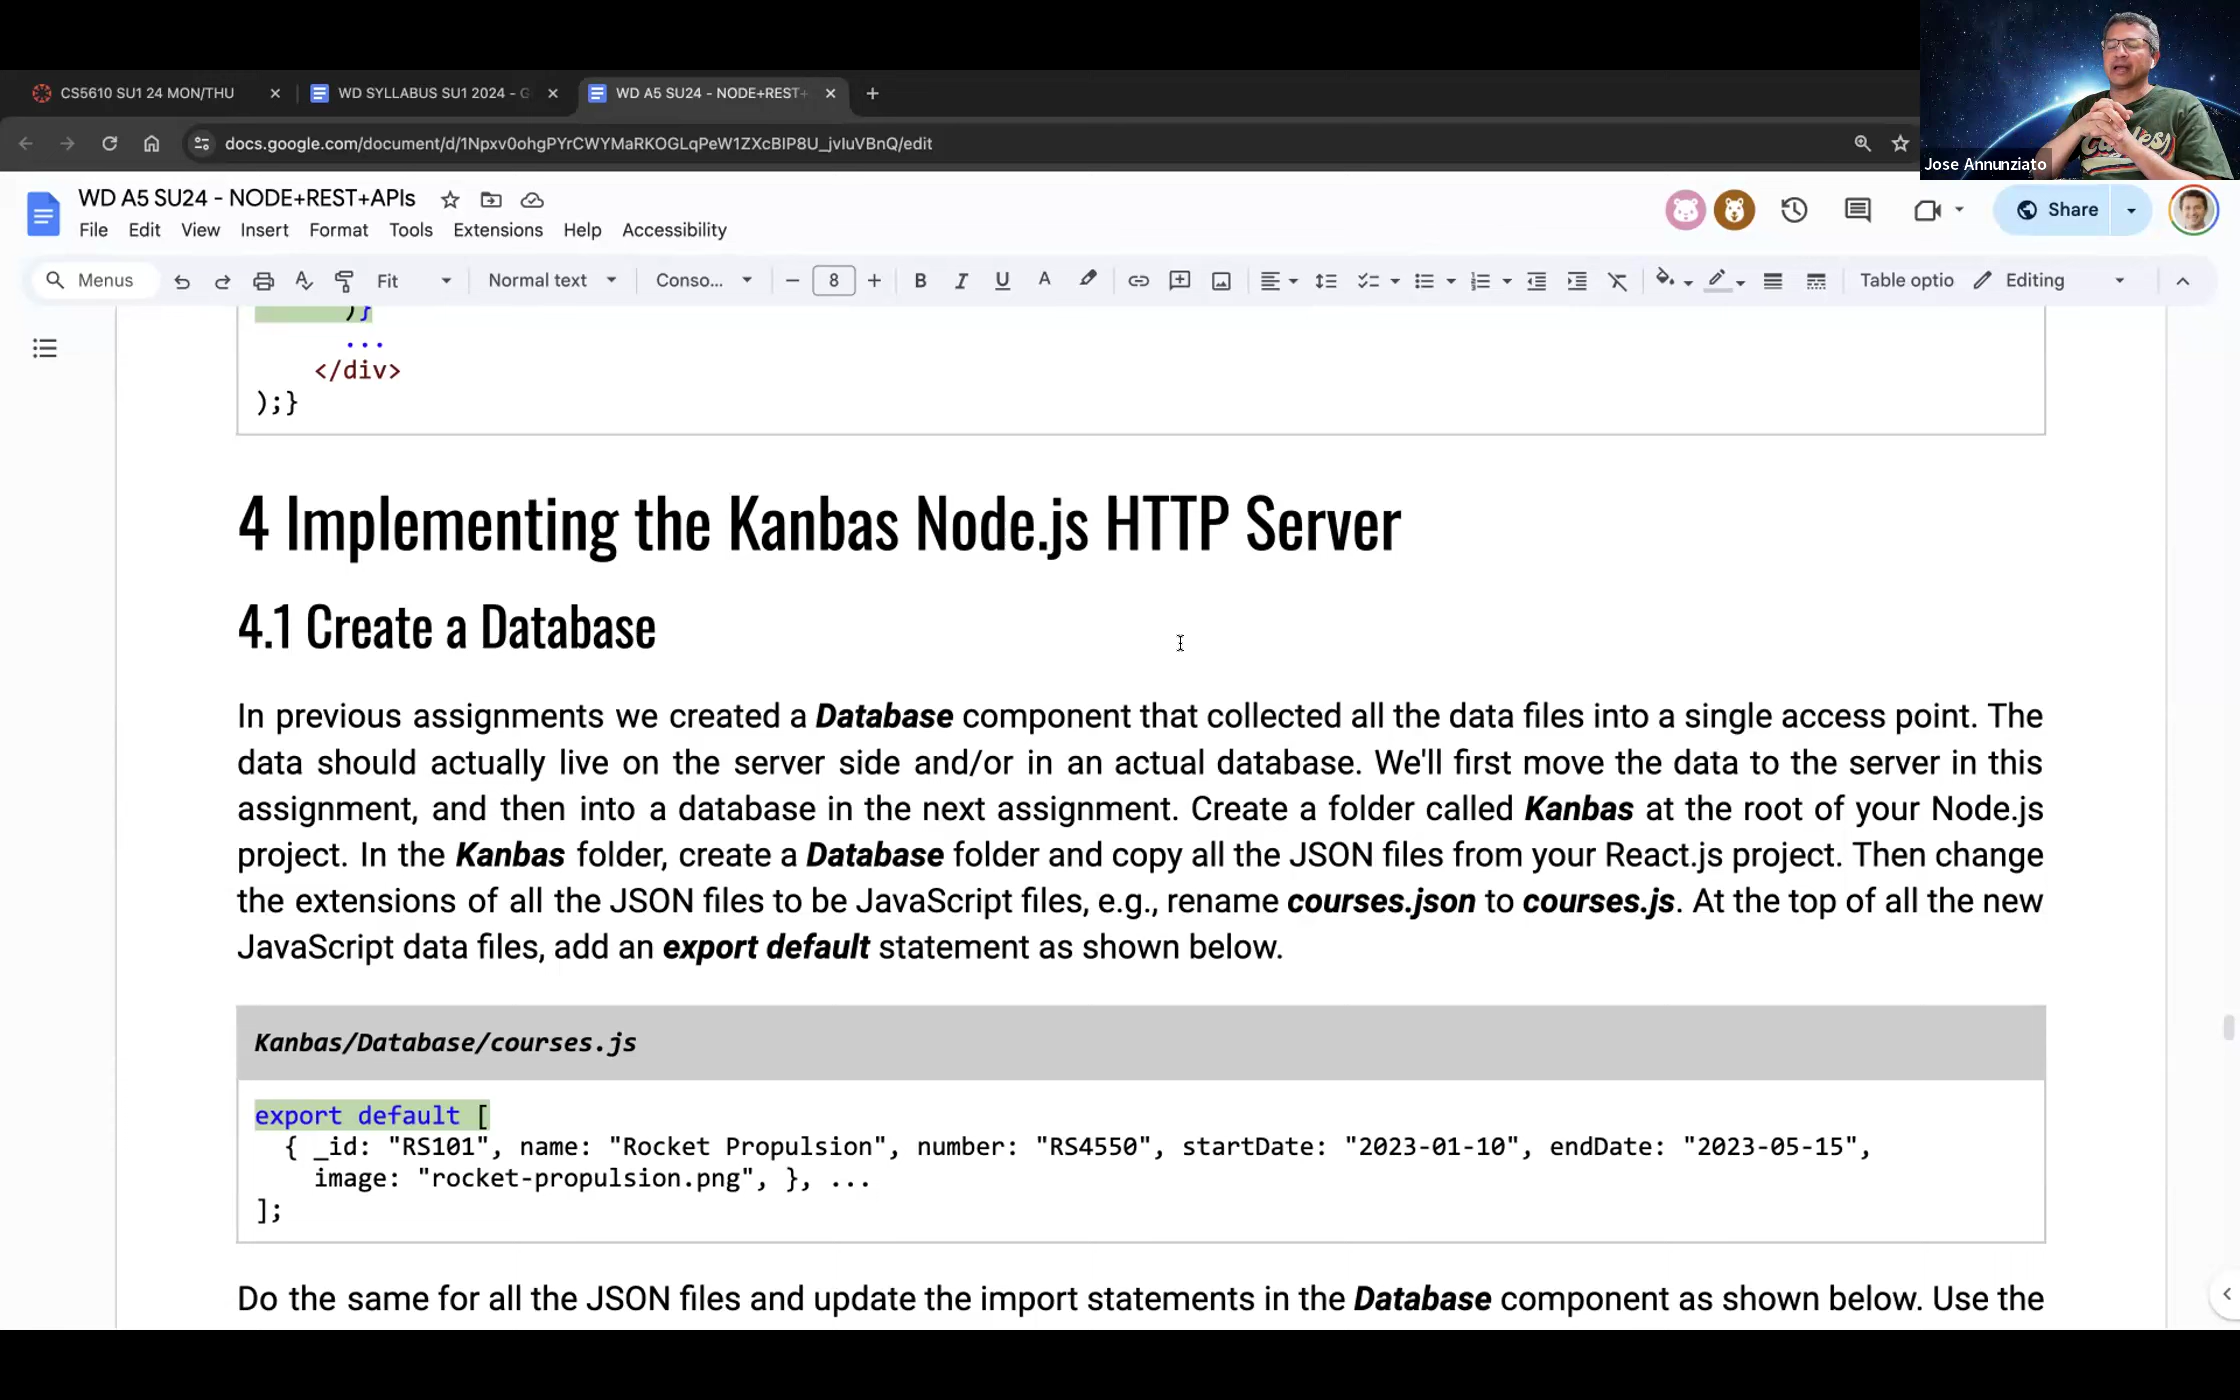 CS5610 SU1 24 MON/THU
WD SYLLABUS SU1 2024 - G
WD A5 SU24 - NODE+REST+
docs.google.com/document/d/1Npxv0ohgPYrCWYMaRKOGLqPeW1ZXcBIP8U_jvIuVBnQ/edit
Jose Annunziato
WD A5 SU24 - NODE+REST+APIs
File Edit View Insert Format Tools Extensions Help Accessibility
Share
Menus Fit Normal text Conso... 8 B I U A Table optio Editing
)}
...
</div>
);}
4 Implementing the Kanbas Node.js HTTP Server
4.1 Create a Database
In previous assignments we created a Database component that collected all the data files into a single access point. The
data should actually live on the server side and/or in an actual database. We'll first move the data to the server in this
assignment, and then into a database in the next assignment. Create a folder called Kanbas at the root of your Node.js
project. In the Kanbas folder, create a Database folder and copy all the JSON files from your React.js project. Then change
the extensions of all the JSON files to be JavaScript files, e.g., rename courses.json to courses.js. At the top of all the new
JavaScript data files, add an export default statement as shown below.
Kanbas/Database/courses.js
export default [
{ _id: "RS101", name: "Rocket Propulsion", number: "RS4550", startDate: "2023-01-10", endDate: "2023-05-15",
image: "rocket-propulsion.png", }, ...
];
Do the same for all the JSON files and update the import statements in the Database component as shown below. Use the